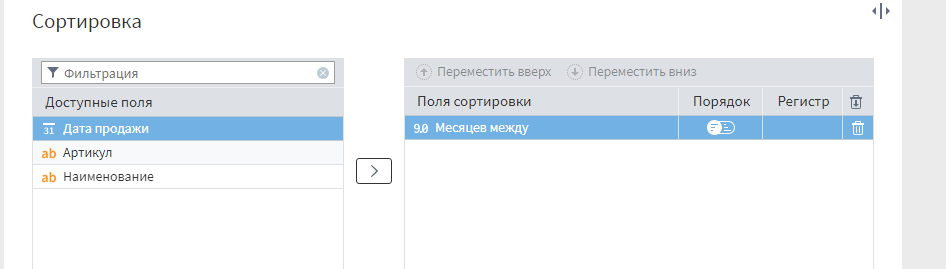 Сортировка
Фильтрация
Доступные поля
31 Дата продажи
ab Артикул
ab Наименование
Переместить вверх Переместить вниз
Поля сортировки Порядок Регистр
9.0 Месяцев между